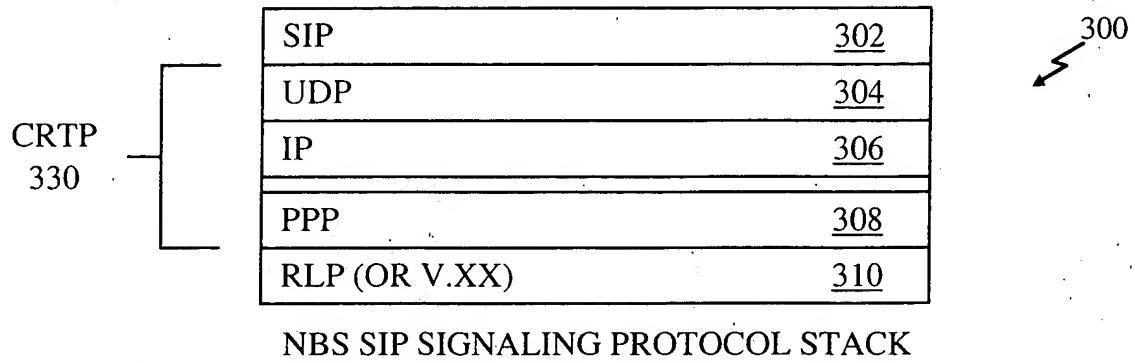 SIP 302
300
UDP 304
CRTP
330
IP 306
PPP 308
RLP (OR V.XX) 310
NBS SIP SIGNALING PROTOCOL STACK